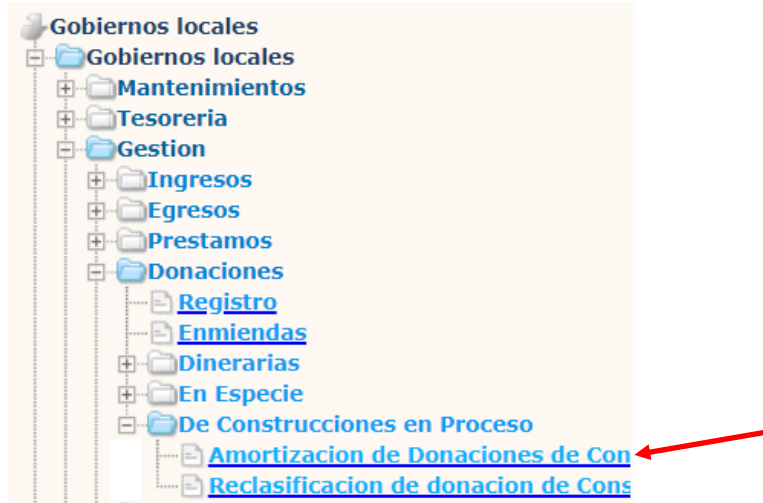 Gobiernos locales
Gobiernos locales
Mantenimientos
Tesoreria
Gestion
Ingresos
Egresos
Prestamos
Donaciones
Registro
Enmiendas
Dinerarias
En Especie
De Construcciones en Proceso
Amortizacion de Donaciones de Con
Reclasificacion de donacion de Cons